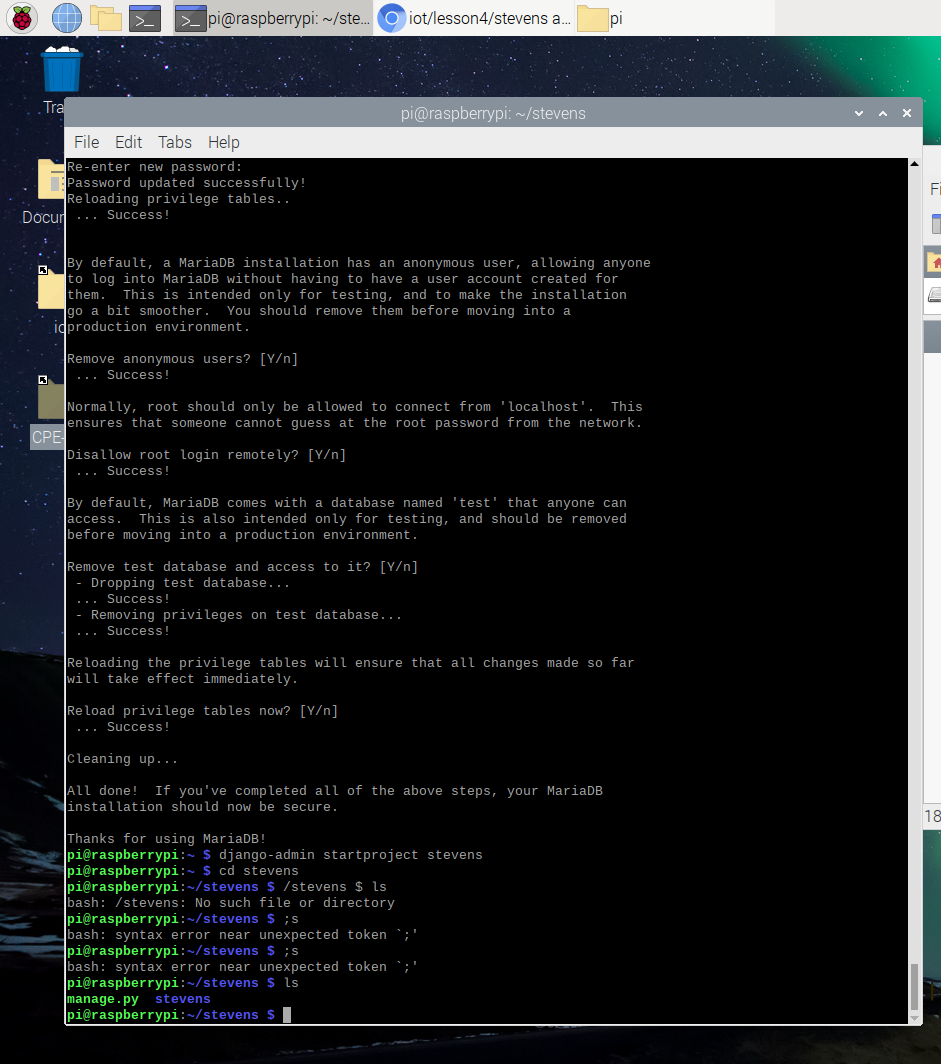 pi@raspberrypi: ~/ste...
iot/lesson4/stevens a...
pi
Tra
pi@raspberrypi: ~/stevens
File Edit Tabs Help
Re-enter new password:
Password updated successfully!
Reloading privilege tables..
... Success!
By default, a MariaDB installation has an anonymous user, allowing anyone
to log into MariaDB without having to have a user account created for
them. This is intended only for testing, and to make the installation
go a bit smoother. You should remove them before moving into a
production environment.
Remove anonymous users? [Y/n]
... Success!
Normally, root should only be allowed to connect from 'localhost'. This
ensures that someone cannot guess at the root password from the network.
Disallow root login remotely? [Y/n]
... Success!
By default, MariaDB comes with a database named 'test' that anyone can
access. This is also intended only for testing, and should be removed
before moving into a production environment.
Remove test database and access to it? [Y/n]
- Dropping test database...
... Success!
- Removing privileges on test database...
... Success!
Reloading the privilege tables will ensure that all changes made so far
will take effect immediately.
Reload privilege tables now? [Y/n]
... Success!
Cleaning up...
All done! If you've completed all of the above steps, your MariaDB
installation should now be secure.
Thanks for using MariaDB!
pi@raspberrypi:~ $ django-admin startproject stevens
pi@raspberrypi:~ $ cd stevens
pi@raspberrypi:~/stevens $ /stevens $ ls
bash: /stevens: No such file or directory
pi@raspberrypi:~/stevens $ ;s
bash: syntax error near unexpected token `;'
pi@raspberrypi:~/stevens $ ;s
bash: syntax error near unexpected token `;'
pi@raspberrypi:~/stevens $ ls
manage.py stevens
pi@raspberrypi:~/stevens $
Docum
io
CPE-
Fi
18